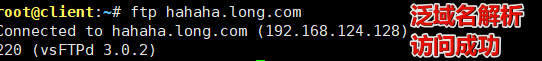 root@client:~# ftp hahaha.long.com
Connected to hahaha.long.com (192.168.124.128).
220 (vsFTPd 3.0.2)
泛域名解析
访问成功